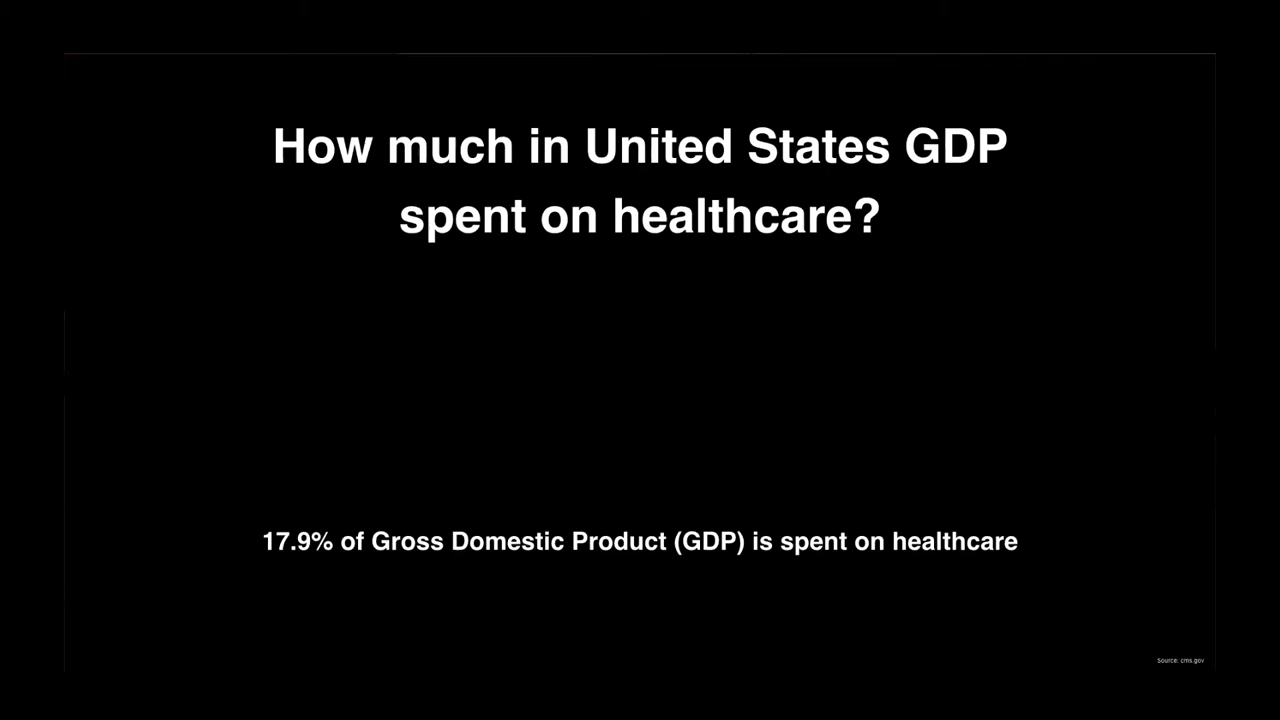 How much in United States GDP
spent on healthcare?
17.9% of Gross Domestic Product (GDP) is spent on healthcare
Source: cms.gov